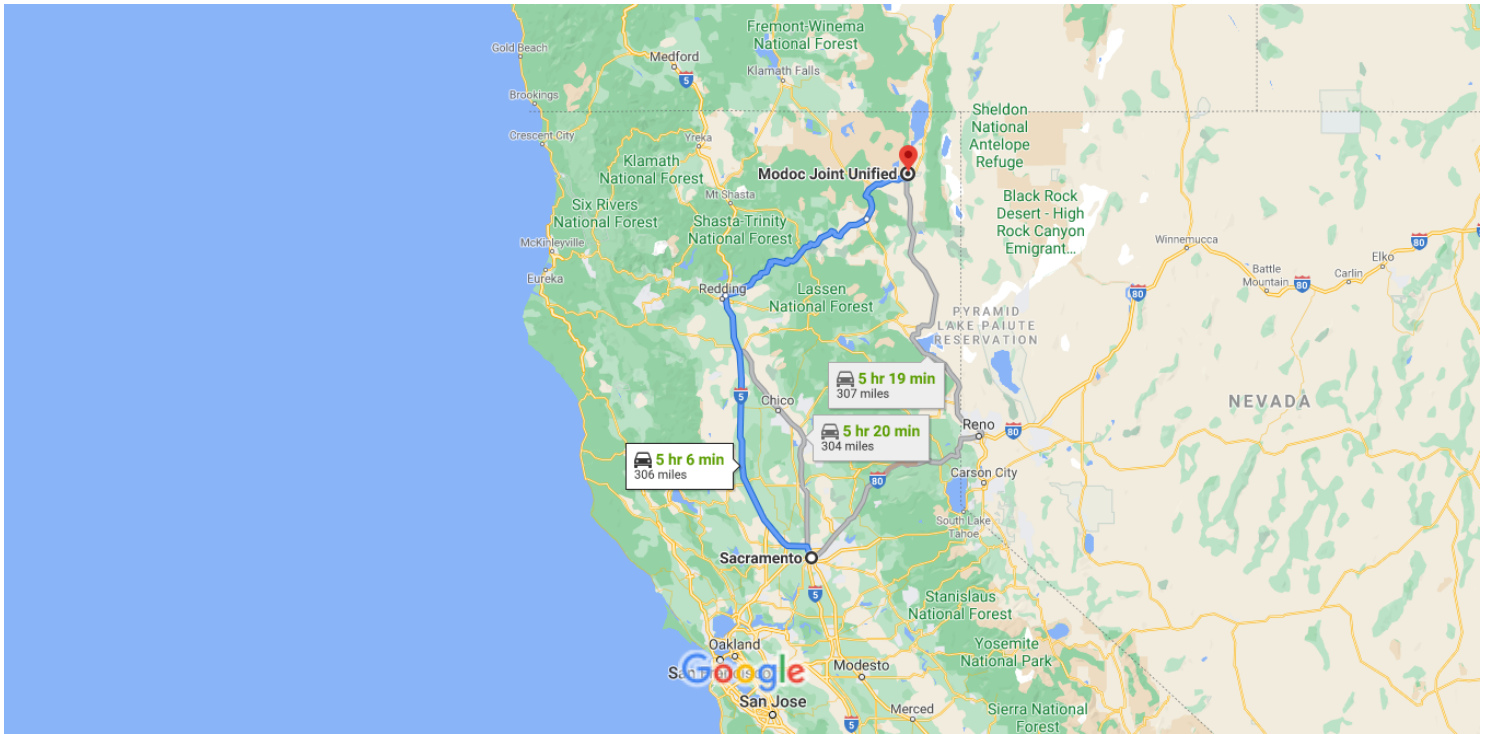 Fremont-Winema
National Forest
Gold Beach
Medford
5
Klamath Falls
Brookings
Crescent City
Yreka
Sheldon
National
Antelope
Refuge
Klamath
National Forest
Modoc Joint Unified
Mt Shasta
Six Rivers
National Forest
Shasta-Trinity
National Forest
Black Rock
Desert - High
Rock Canyon
Emigrant...
McKinleyville
Winnemucca
80
Elko
Eureka
Battle
Mountain
80
Carlin
Redding
Lassen
National Forest
80
PYRAMID
LAKE PAIUTE
RESERVATION
5 hr 19 min
307 miles
5
Chico
NEVADA
5 hr 20 min
304 miles
Reno
80
5 hr 6 min
306 miles
80
Carson City
South Lake
Tahoe
Sacramento
5
Stanislaus
National Forest
Oakland
Yosemite
National Park
San Francisco
Google
Modesto
San Jose
Merced
5
Sierra National
Forest